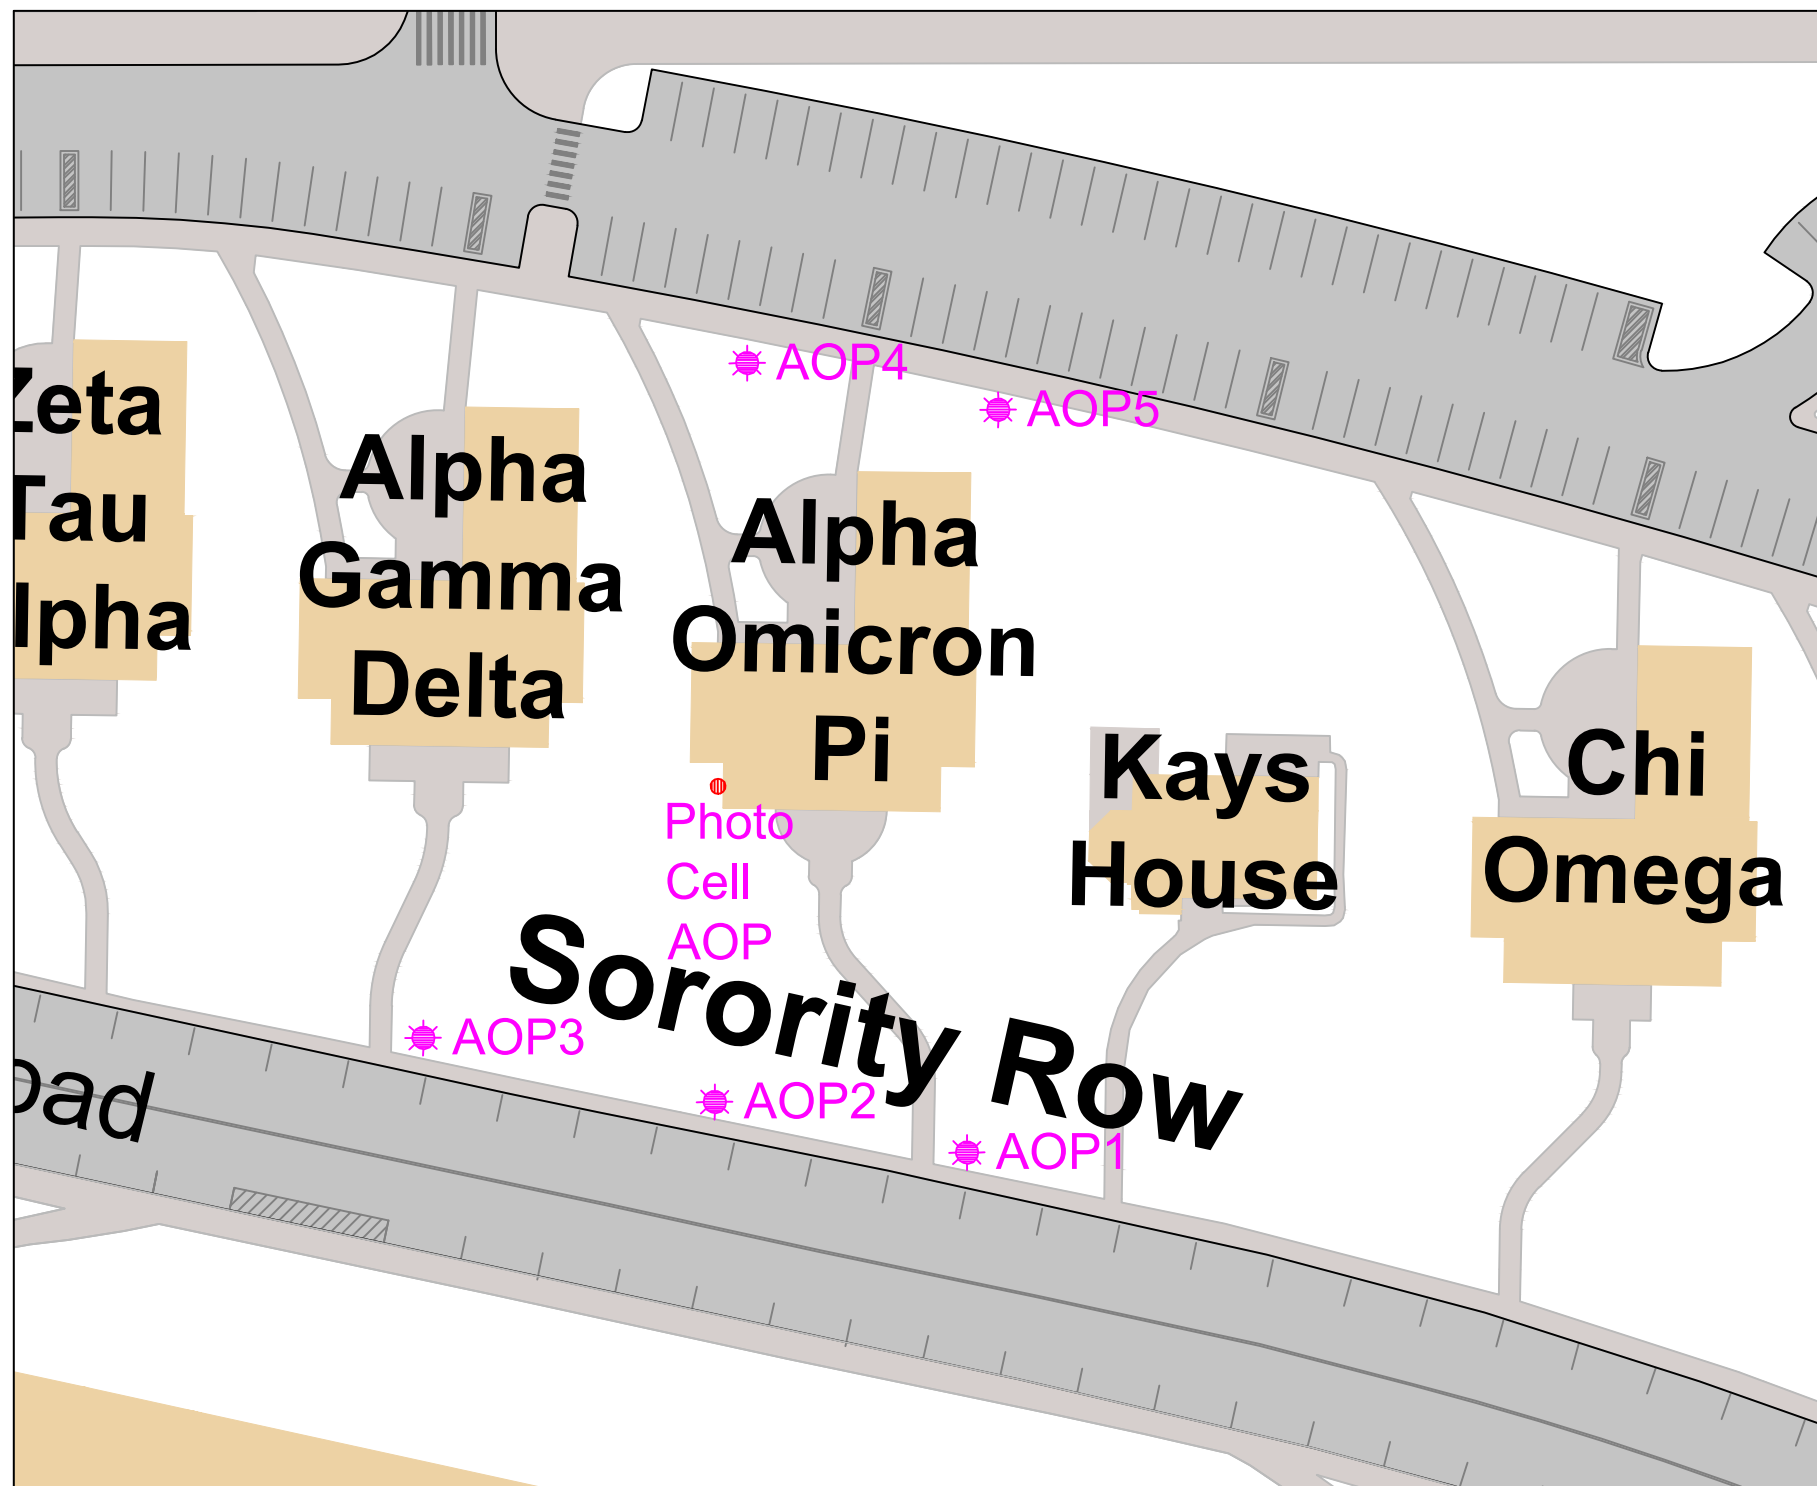 AOP4
AOP5
Zeta
Tau
lpha
Alpha
Gamma
Delta
Alpha
Omicron
Pi
Kays
House
Chi
Omega
Photo
Cell
AOP
Sorority Row
AOP3
AOP2
AOP1
oad